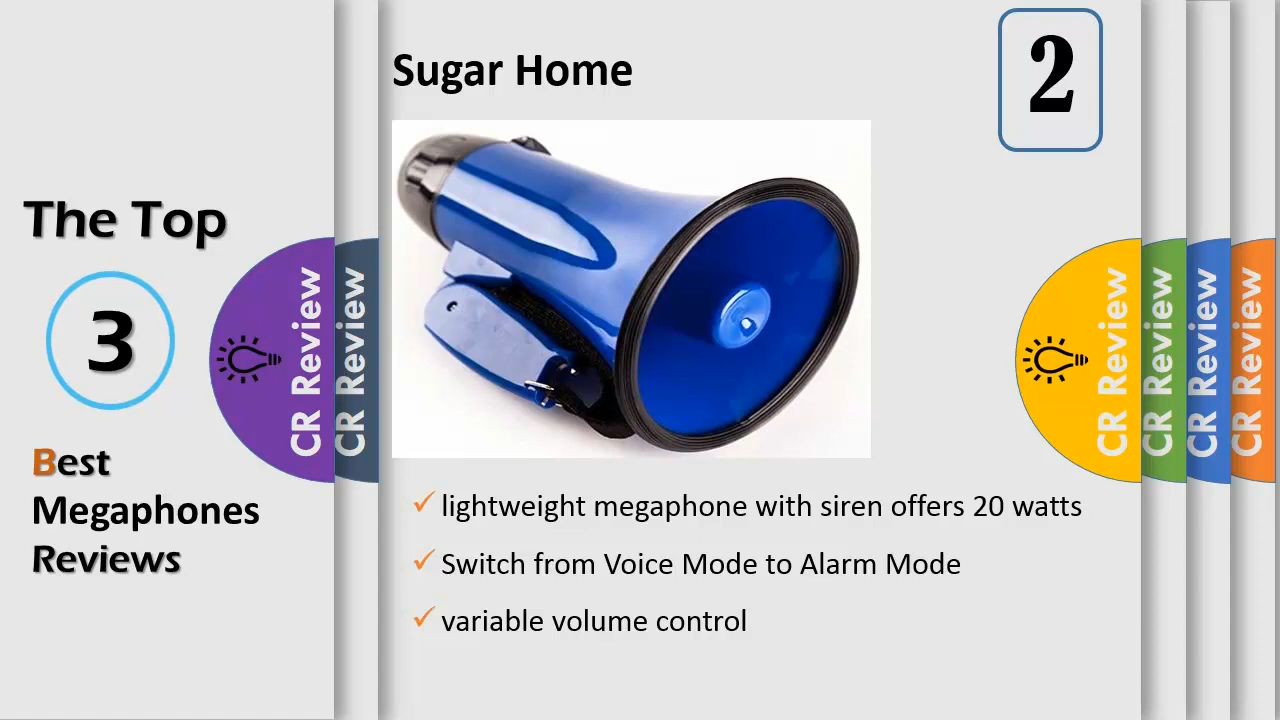 The Top
3
Best
Megaphones
Reviews
CR Review
CR Review
Sugar Home
2
✓ lightweight megaphone with siren offers 20 watts
✓ Switch from Voice Mode to Alarm Mode
✓ variable volume control
CR Review
CR Review
CR Review
CR Review